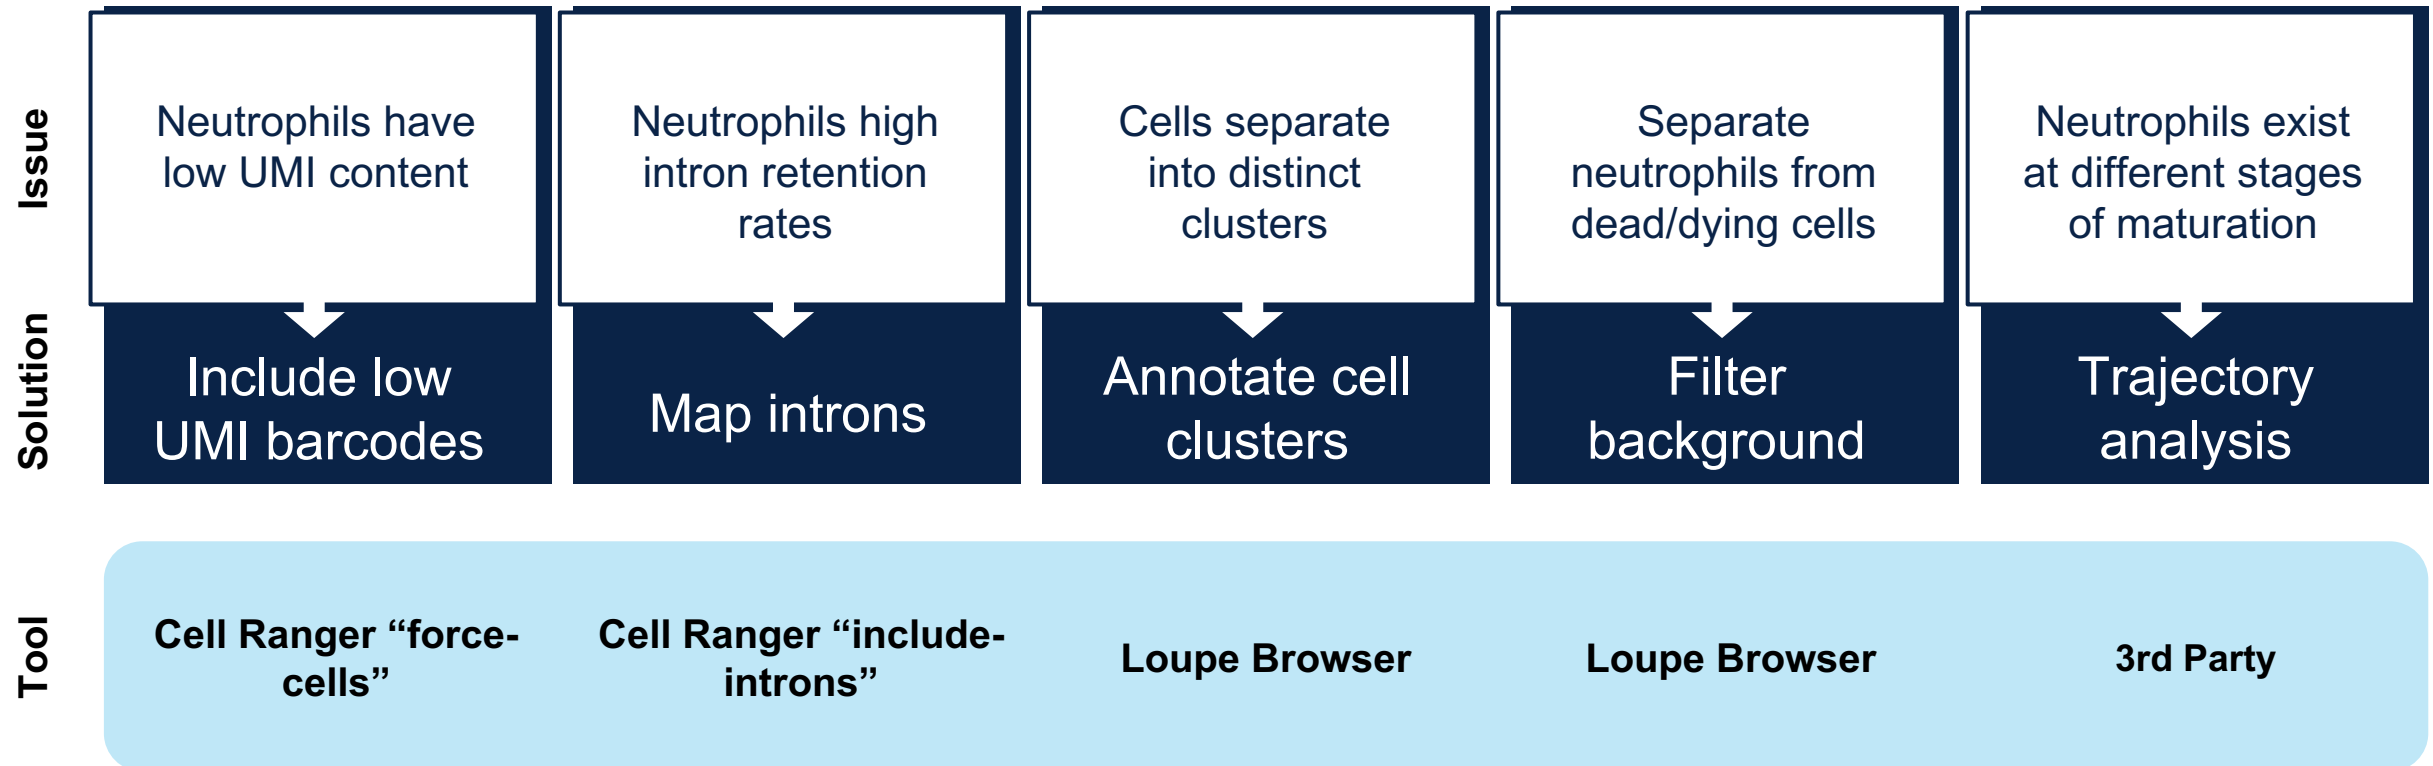 Issue
Neutrophils have
low UMI content
Neutrophils high
intron retention
rates
Cells separate
into distinct
clusters
Separate
neutrophils from
dead/dying cells
Neutrophils exist
at different stages
of maturation
Solution
Include low
UMI barcodes
Map introns
Annotate cell
clusters
Filter
background
Trajectory
analysis
Tool
Cell Ranger “force-
cells”
Cell Ranger “include-
introns”
Loupe Browser
Loupe Browser
3rd Party